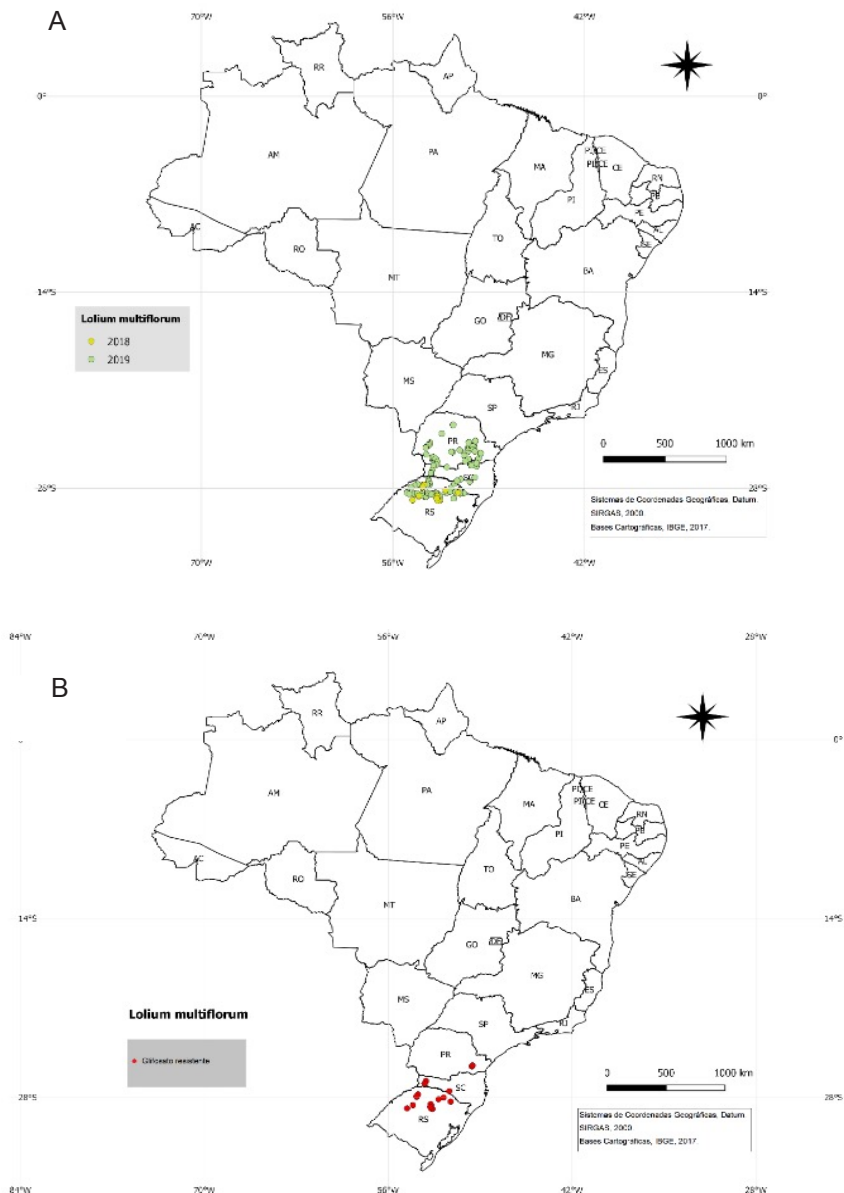 A
70°W
56°W
42°W
RR
AP
0°
0°
AM
PA
MA
CE
RN
PI
PE
AC
TO
SE
RO
BA
MT
14°S
14°S
GO
DF
Lolium multiflorum
2018
2019
MG
MS
ES
SP
RJ
PR
0 500 1000 km
SC
28°S
28°S
RS
Sistemas de Coordenadas Geográficas, Datum
SIRGAS, 2000.
Bases Cartográficas, IBGE, 2017.
70°W
56°W
42°W
84°W
70°W
56°W
42°W
28°W
B
RR
AP
0°
0°
AM
PA
MA
CE
RN
PB
PI
PE
AL
AC
TO
SE
RO
BA
MT
14°S
14°S
GO
DF
MG
MS
ES
Lolium multiflorum
SP
RJ
PR
Glifosato resistente
0 500 1000 km
SC
28°S
28°S
RS
Sistemas de Coordenadas Geográficas, Datum
SIRGAS, 2000
Bases Cartográficas, IBGE, 2017.
84°W
70°W
56°W
42°W
28°W